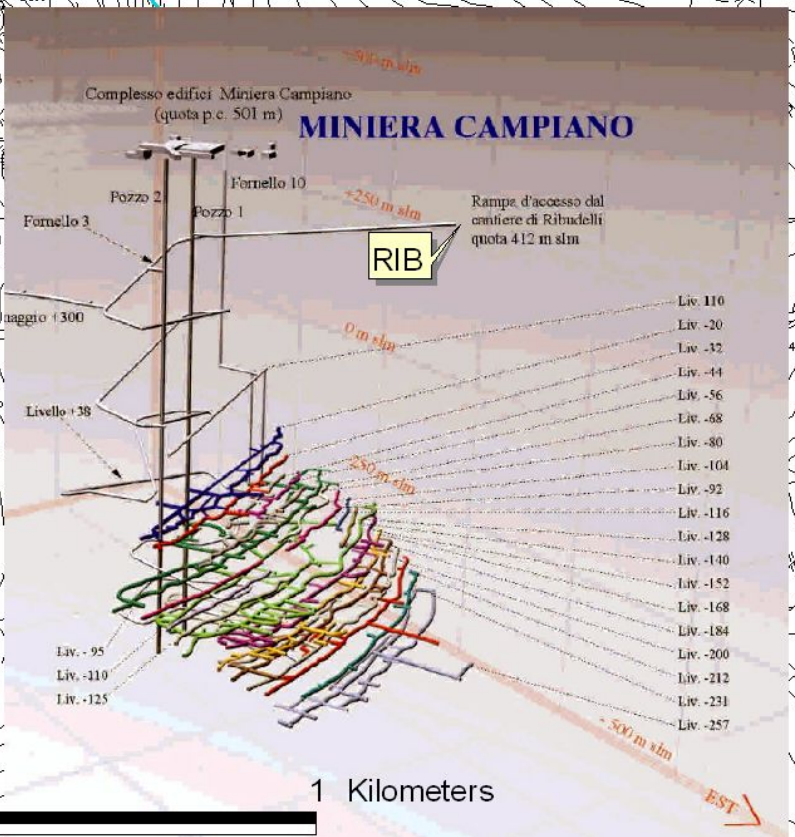 Complesso edifici Miniera Campiano
(quota p.c. 501 m)
MINIERA CAMPIANO
Pozzo 2
Fornello 10
Pozzo 1
Fornello 3
+250 m slm
Rampa d'accesso dal
cantiere di Ribudelli
quota 412 m slm
RIB
naggio +300
0 m slm
Livello +38
-250 m slm
Liv. 110
Liv. -20
Liv. -32
Liv. -44
Liv. -56
Liv. -68
Liv. -80
Liv. -104
Liv. -92
Liv. -116
Liv. -128
Liv. -140
Liv. -152
Liv. -168
Liv. -184
Liv. -200
Liv. -212
Liv. -231
Liv. -257
Liv. - 95
Liv. -110
Liv. -125
- 500 m slm
EST
1 Kilometers